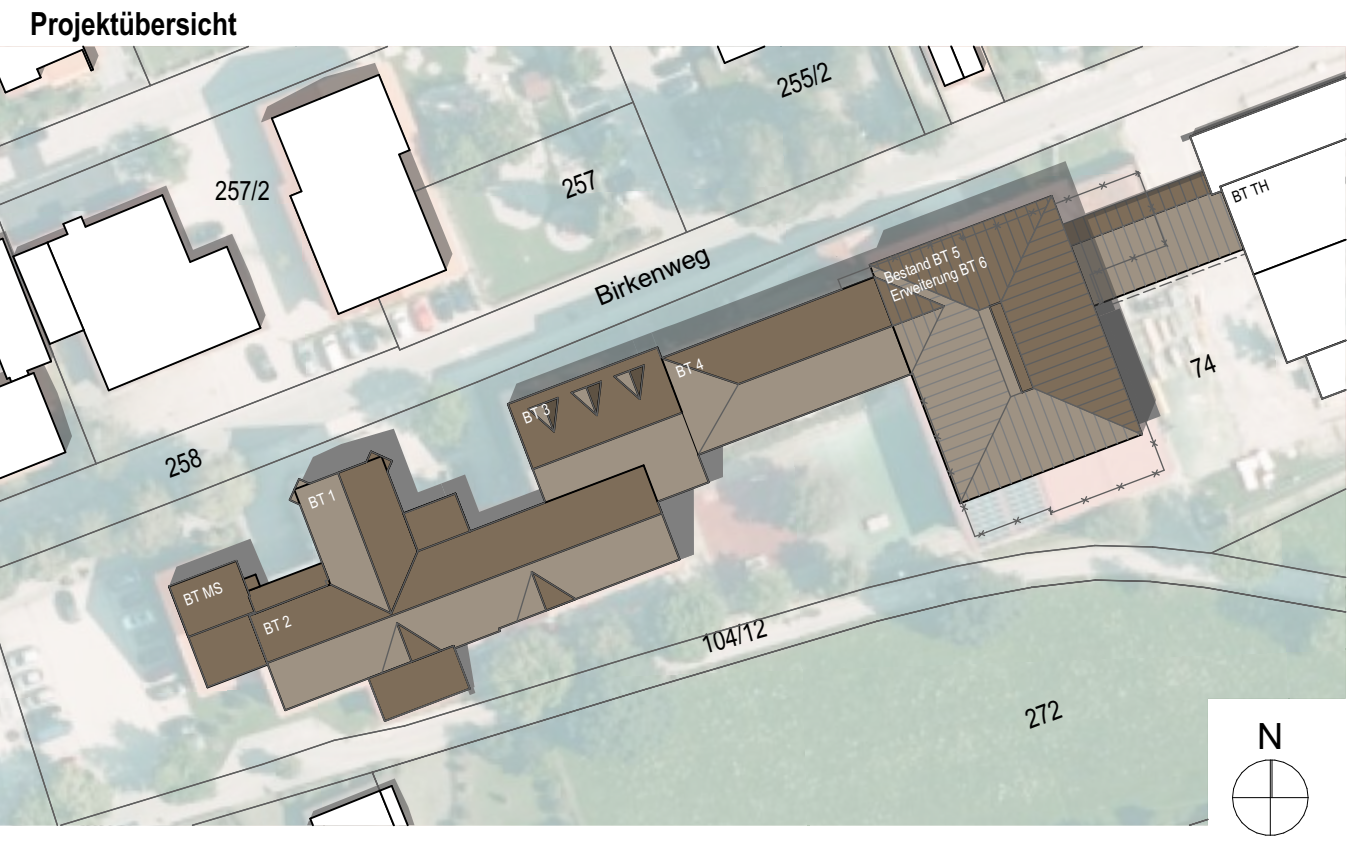 Projektübersicht
255/2
257/2
257
BT TH
Birkenweg
Bestand BT 5
Erweiterung BT 6
74
BT 4
BT 3
258
BT 1
BT MS
BT 2
104/12
272
N